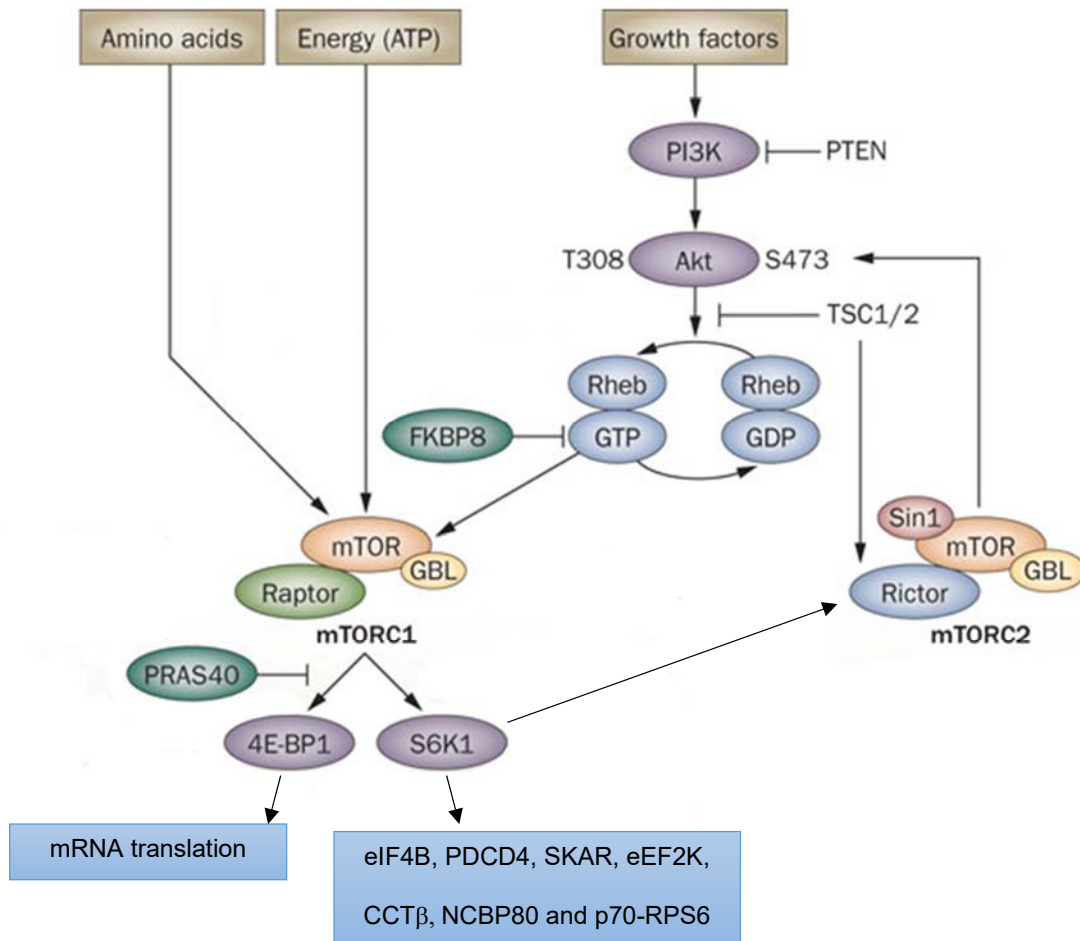 Amino acids
Energy (ATP)
Growth factors
PI3K
PTEN
T308
Akt
S473
TSC1/2
Rheb
Rheb
FKBP8
GTP
GDP
Sin1
mTOR
GBL
Raptor
mTORC1
mTOR
GBL
Rictor
mTORC2
PRAS40
4E-BP1
S6K1
mRNA translation
eIF4B, PDCD4, SKAR, eEF2K,
CCTβ, NCBP80 and p70-RPS6